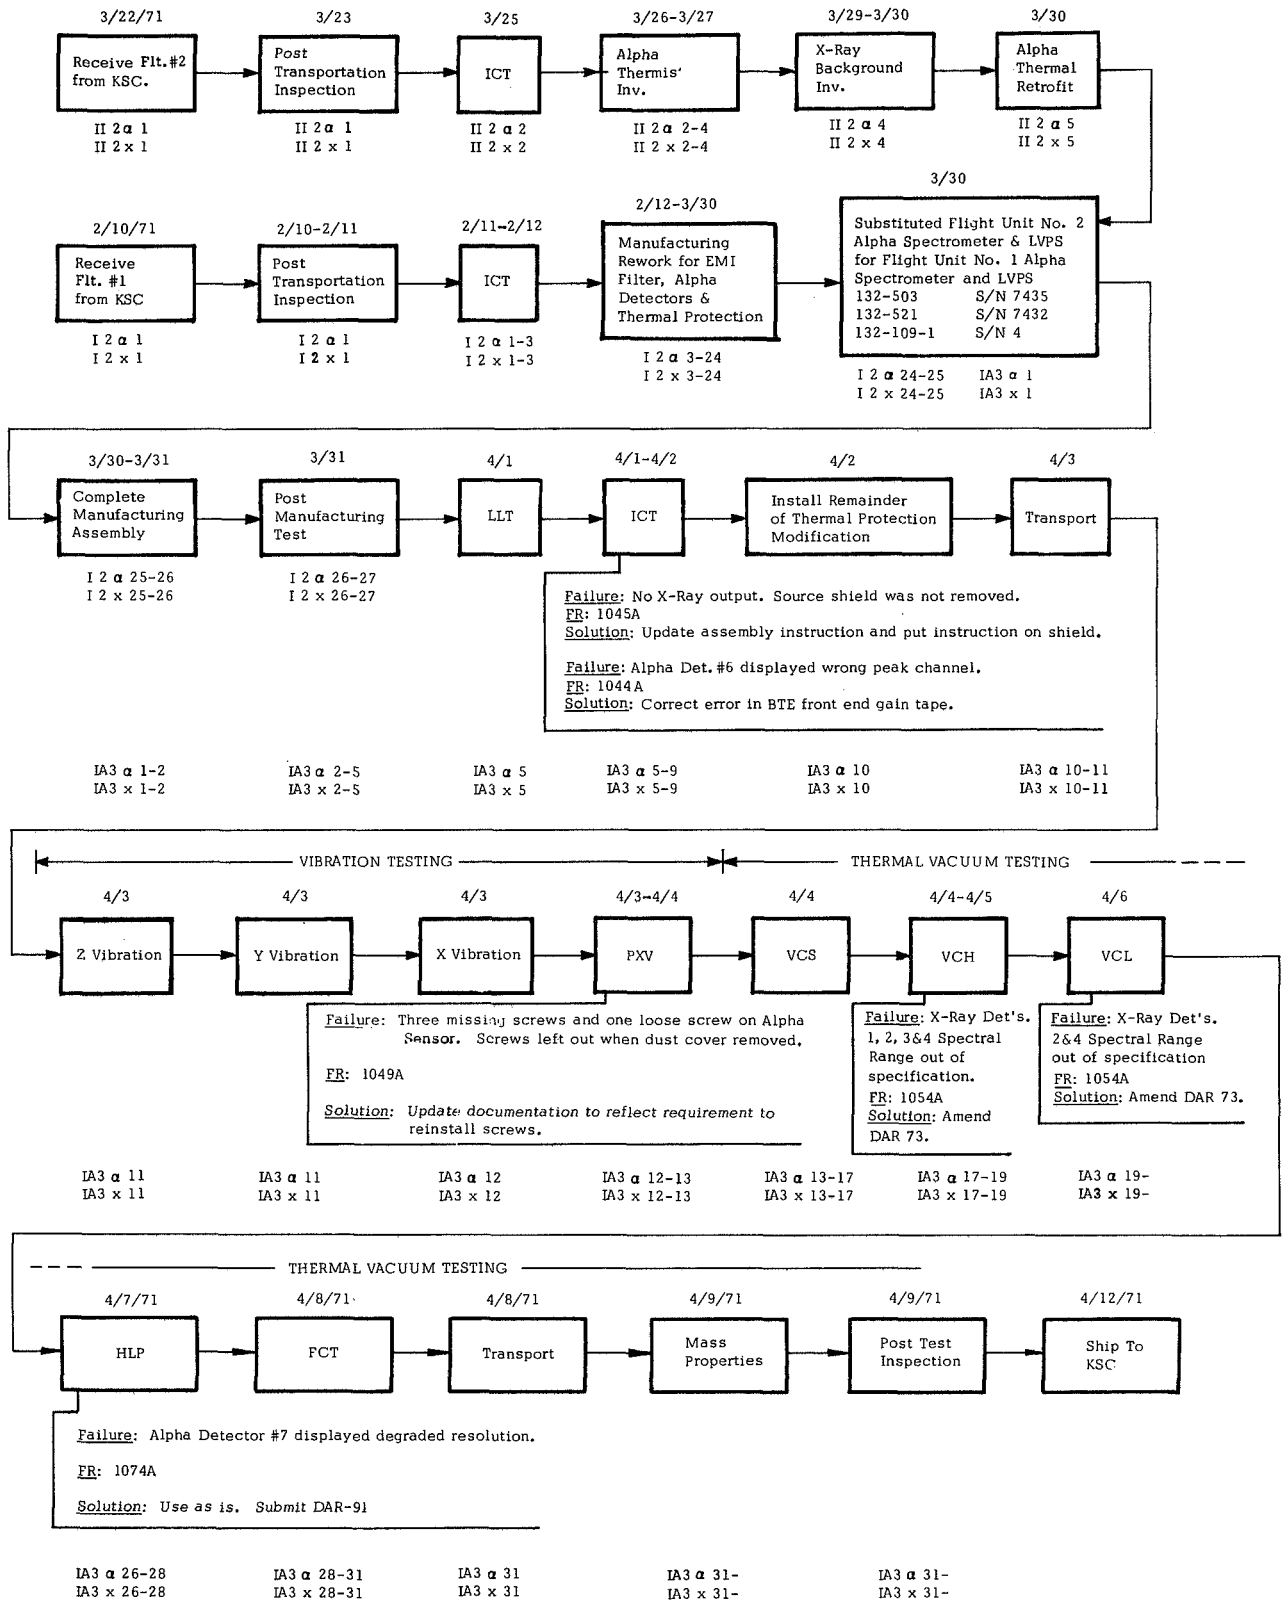 3/22/71 3/23 3/25 3/26-3/27 3/29-3/30 3/30
Receive Flt.#2
from KSC.
Post
Transportation
Inspection
ICT
Alpha
Thermis'
Inv.
X-Ray
Background
Inv.
Alpha
Thermal
Retrofit
II 2 α 1 II 2 α 1 II 2 α 2 II 2 α 2-4 II 2 α 4 II 2 α 5
II 2 x 1 II 2 x 1 II 2 x 2 II 2 x 2-4 II 2 x 4 II 2 x 5
2/10/71 2/10-2/11 2/11-2/12 2/12-3/30 3/30
Receive
Flt. #1
from KSC
Post
Transportation
Inspection
ICT
Manufacturing
Rework for EMI
Filter, Alpha
Detectors &
Thermal Protection
Substituted Flight Unit No. 2
Alpha Spectrometer & LVPS
for Flight Unit No. 1 Alpha
Spectrometer and LVPS
132-503 S/N 7435
132-521 S/N 7432
132-109-1 S/N 4
I 2 α 1 I 2 α 1 I 2 α 1-3 I 2 α 3-24 I 2 α 24-25 IA3 α 1
I 2 x 1 I 2 x 1 I 2 x 1-3 I 2 x 3-24 I 2 x 24-25 IA3 x 1
3/30-3/31 3/31 4/1 4/1-4/2 4/2 4/3
Complete
Manufacturing
Assembly
Post
Manufacturing
Test
LLT
ICT
Install Remainder
of Thermal Protection
Modification
Transport
I 2 α 25-26 I 2 α 26-27
I 2 x 25-26 I 2 x 26-27
Failure: No X-Ray output. Source shield was not removed.
FR: 1045A
Solution: Update assembly instruction and put instruction on shield.
Failure: Alpha Det. #6 displayed wrong peak channel.
FR: 1044A
Solution: Correct error in BTE front end gain tape.
IA3 α 1-2 IA3 α 2-5 IA3 α 5 IA3 α 5-9 IA3 α 10 IA3 α 10-11
IA3 x 1-2 IA3 x 2-5 IA3 x 5 IA3 x 5-9 IA3 x 10 IA3 x 10-11
VIBRATION TESTING THERMAL VACUUM TESTING
4/3 4/3 4/3 4/3-4/4 4/4 4/4-4/5 4/6
Z Vibration Y Vibration X Vibration PXV VCS VCH VCL
Failure: Three missing screws and one loose screw on Alpha
Sensor. Screws left out when dust cover removed.
FR: 1049A
Solution: Update documentation to reflect requirement to
reinstall screws.
Failure: X-Ray Det's.
1, 2, 3&4 Spectral
Range out of
specification.
FR: 1054A
Solution: Amend
DAR 73.
Failure: X-Ray Det's.
2&4 Spectral Range
out of specification
FR: 1054A
Solution: Amend DAR 73.
IA3 α 11 IA3 α 11 IA3 α 12 IA3 α 12-13 IA3 α 13-17 IA3 α 17-19 IA3 α 19-
IA3 x 11 IA3 x 11 IA3 x 12 IA3 x 12-13 IA3 x 13-17 IA3 x 17-19 IA3 x 19-
THERMAL VACUUM TESTING
4/7/71 4/8/71 4/8/71 4/9/71 4/9/71 4/12/71
HLP
FCT
Transport
Mass
Properties
Post Test
Inspection
Ship To
KSC
Failure: Alpha Detector #7 displayed degraded resolution.
FR: 1074A
Solution: Use as is. Submit DAR-91
IA3 α 26-28 IA3 α 28-31 IA3 α 31 IA3 α 31- IA3 α 31-
IA3 x 26-28 IA3 x 28-31 IA3 x 31 IA3 x 31- IA3 x 31-